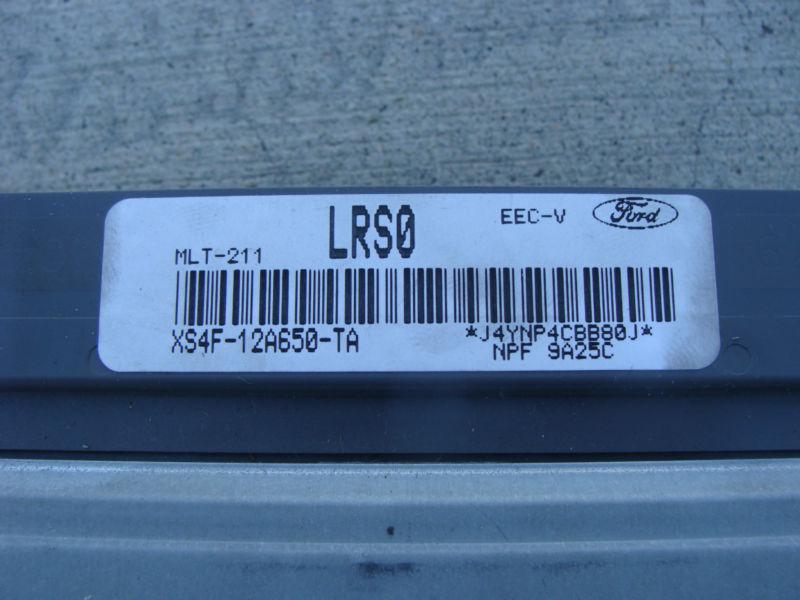 LRS0 EEC-V Ford
MLT-211
XS4F-12A650-TA *J4YNP4CBB80J*
NPF 9A25C